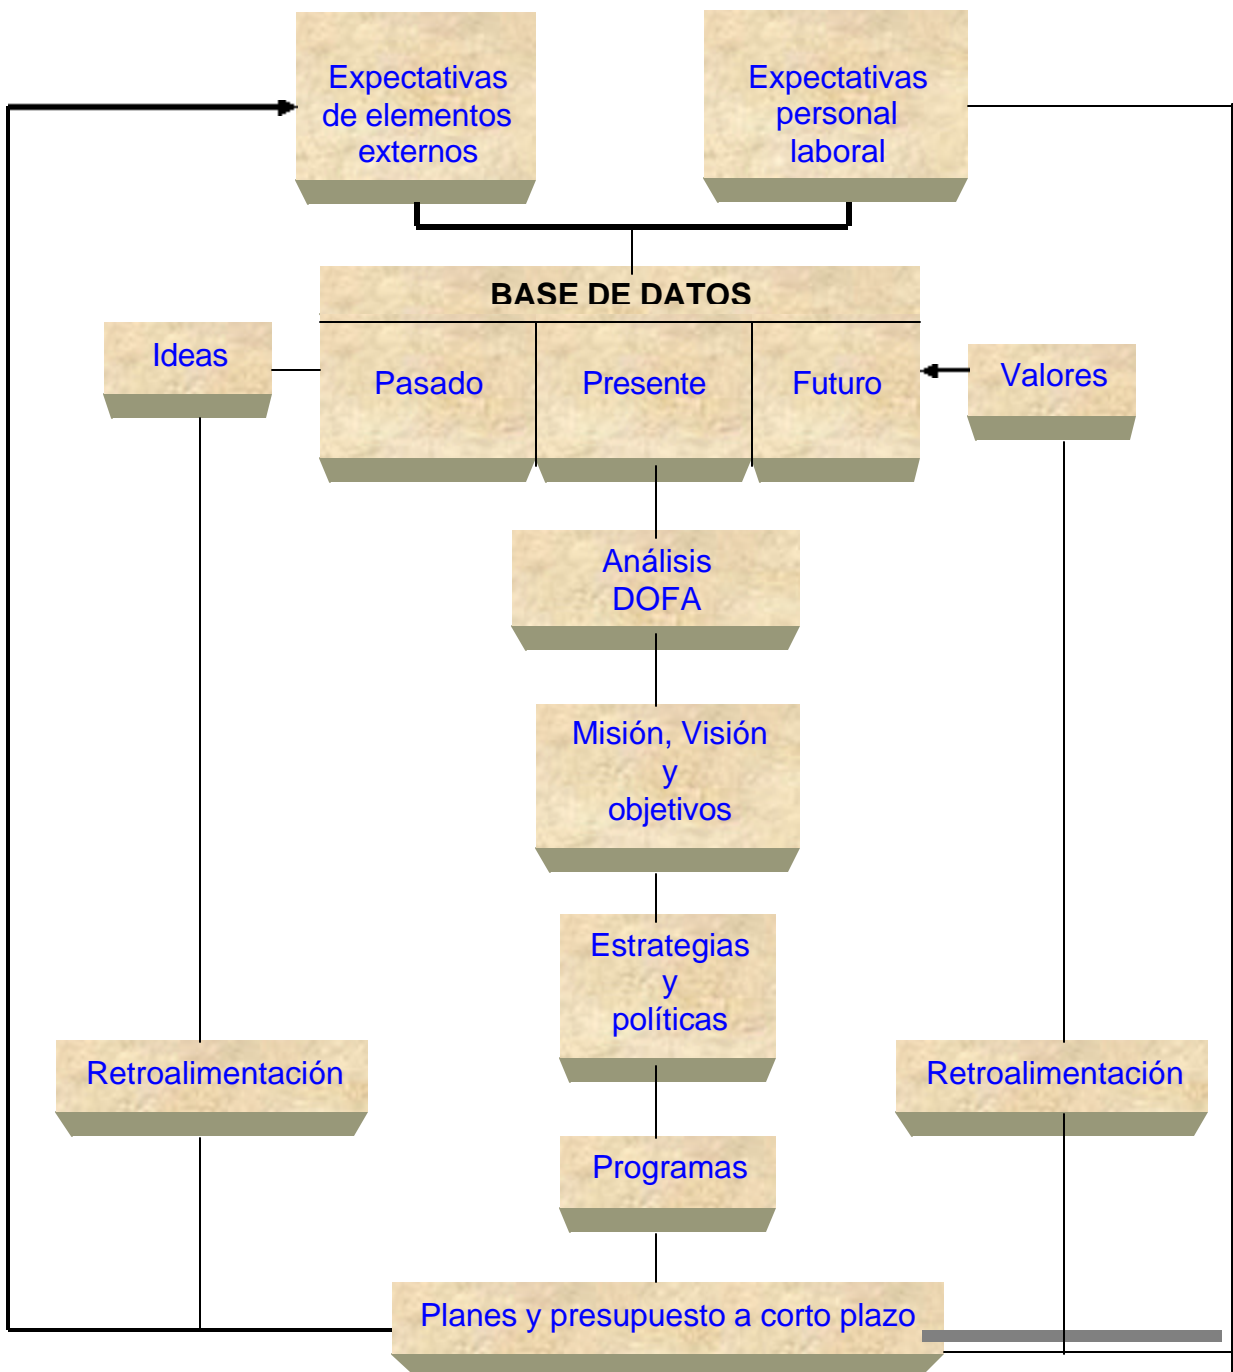 Expectativas
de elementos
externos
Expectativas
personal
laboral
BASE DE DATOS
Ideas
Pasado
Presente
Futuro
Valores
Análisis
DOFA
Misión, Visión
y
objetivos
Estrategias
y
políticas
Retroalimentación
Retroalimentación
Programas
Planes y presupuesto a corto plazo